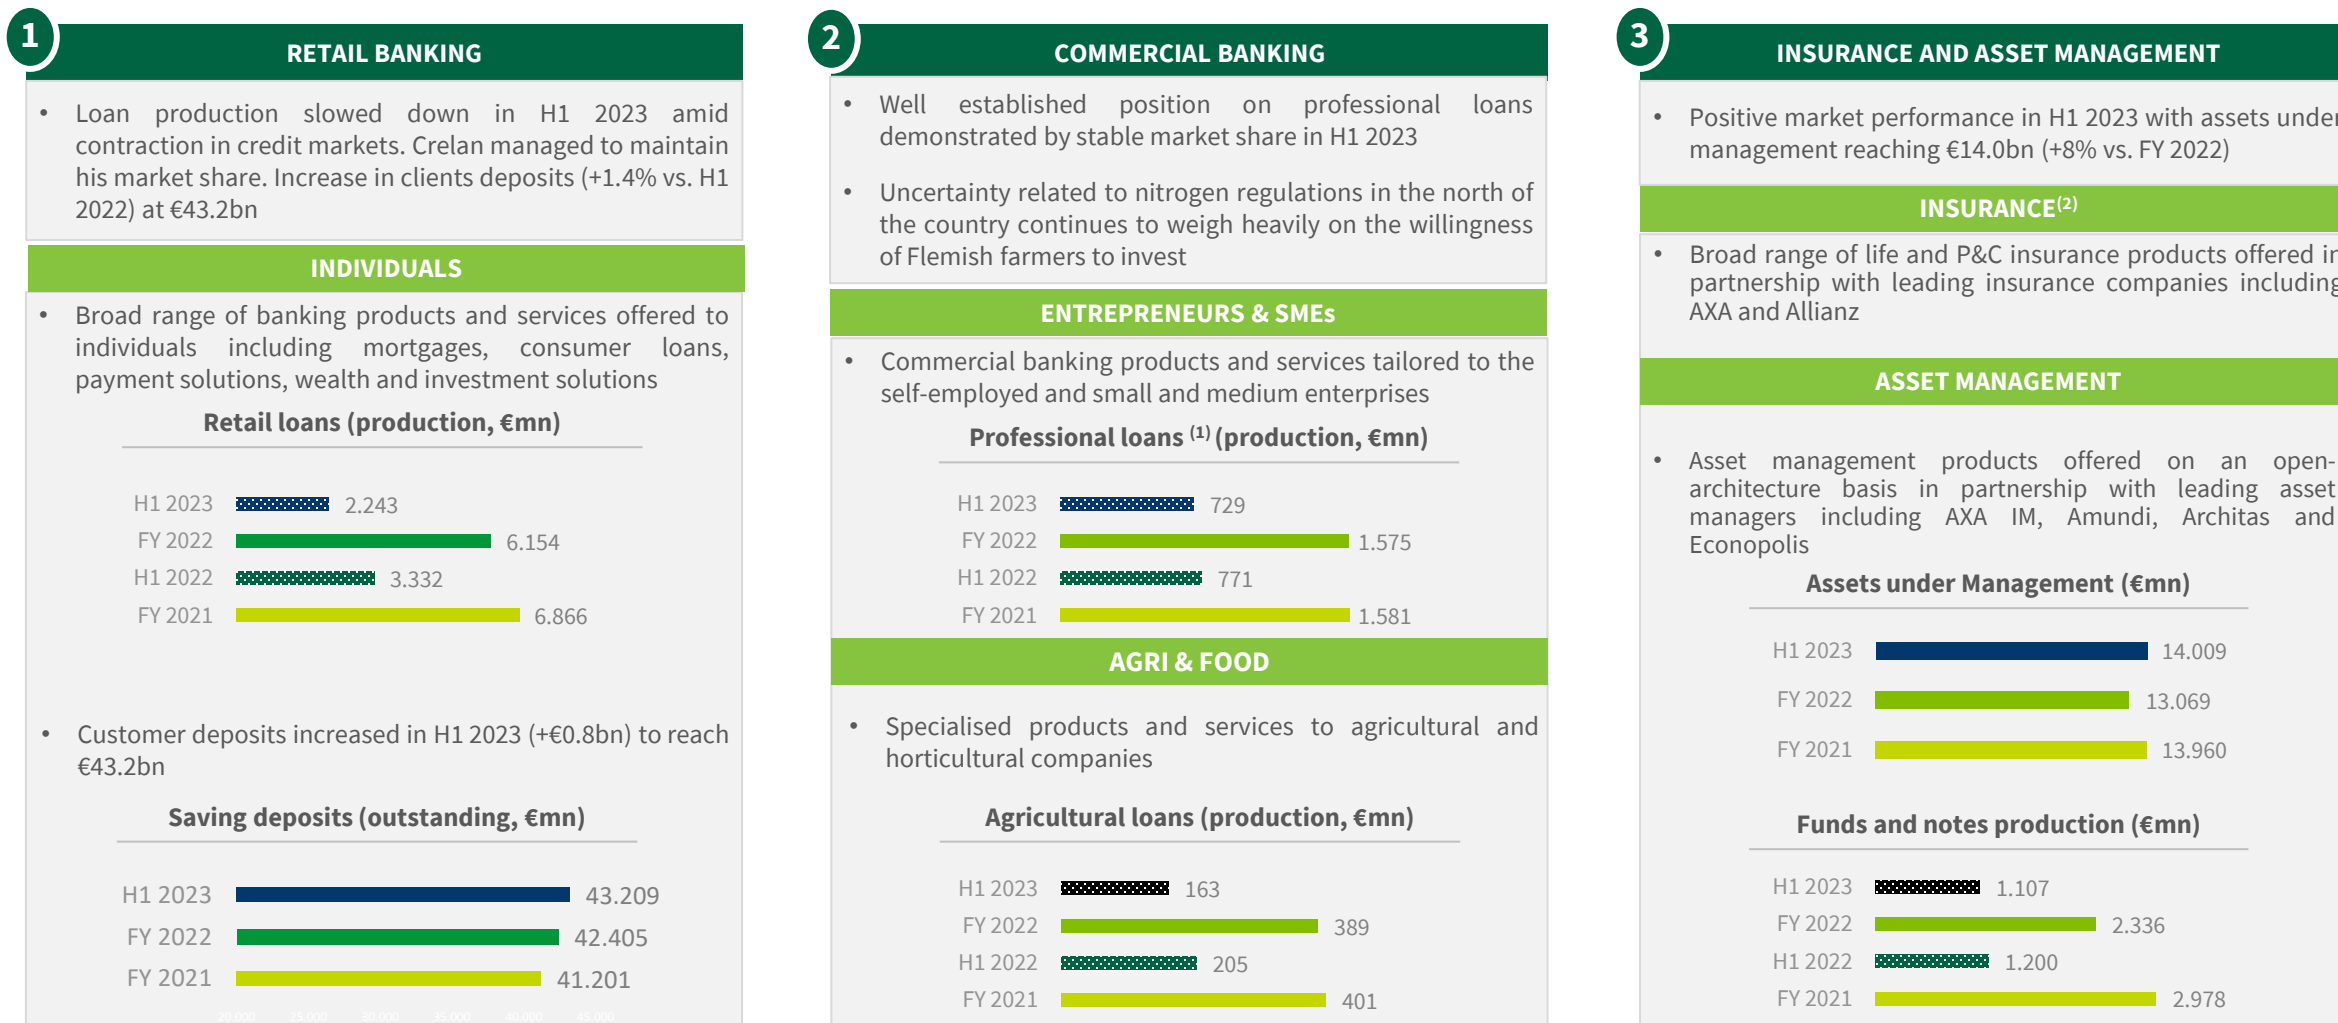 1
RETAIL BANKING
• Loan production slowed down in H1 2023 amid
contraction in credit markets. Crelan managed to maintain
his market share. Increase in clients deposits (+1.4% vs. H1
2022) at €43.2bn
INDIVIDUALS
• Broad range of banking products and services offered to
individuals including mortgages, consumer loans,
payment solutions, wealth and investment solutions
Retail loans (production, €mn)
H1 2023 2.243
FY 2022 6.154
H1 2022 3.332
FY 2021 6.866
• Customer deposits increased in H1 2023 (+€0.8bn) to reach
€43.2bn
Saving deposits (outstanding, €mn)
H1 2023 43.209
FY 2022 42.405
FY 2021 41.201
20.000 25.000 30.000 35.000 40.000 45.000
2
COMMERCIAL BANKING
• Well established position on professional loans
demonstrated by stable market share in H1 2023
• Uncertainty related to nitrogen regulations in the north of
the country continues to weigh heavily on the willingness
of Flemish farmers to invest
ENTREPRENEURS & SMEs
• Commercial banking products and services tailored to the
self-employed and small and medium enterprises
Professional loans (1) (production, €mn)
H1 2023 729
FY 2022 1.575
H1 2022 771
FY 2021 1.581
AGRI & FOOD
• Specialised products and services to agricultural and
horticultural companies
Agricultural loans (production, €mn)
H1 2023 163
FY 2022 389
H1 2022 205
FY 2021 401
3
INSURANCE AND ASSET MANAGEMENT
• Positive market performance in H1 2023 with assets under
management reaching €14.0bn (+8% vs. FY 2022)
INSURANCE(2)
• Broad range of life and P&C insurance products offered in
partnership with leading insurance companies including
AXA and Allianz
ASSET MANAGEMENT
• Asset management products offered on an open-
architecture basis in partnership with leading asset
managers including AXA IM, Amundi, Architas and
Econopolis
Assets under Management (€mn)
H1 2023 14.009
FY 2022 13.069
FY 2021 13.960
Funds and notes production (€mn)
H1 2023 1.107
FY 2022 2.336
H1 2022 1.200
FY 2021 2.978